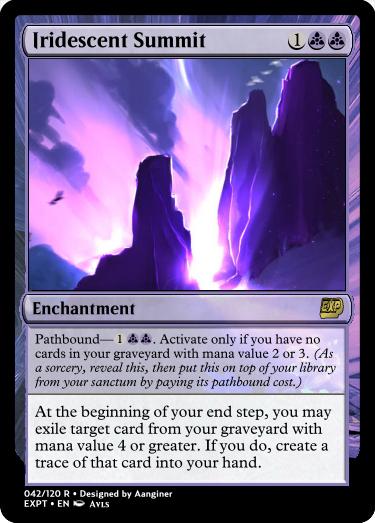 Iridescent Summit 1
Enchantment EXP
Pathbound— 1 . Activate only if you have no
cards in your graveyard with mana value 2 or 3. (As
a sorcery, reveal this, then put this on top of your library
from your sanctum by paying its pathbound cost.)
At the beginning of your end step, you may
exile target card from your graveyard with
mana value 4 or greater. If you do, create a
trace of that card into your hand.
042/120 R • Designed by Aanginer
EXPT • EN AVLS